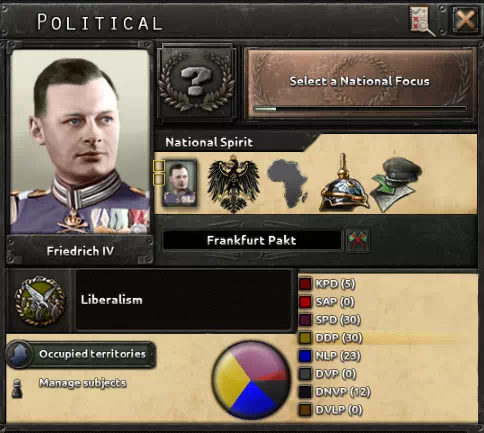 POLITICAL
Select a National Focus
National Spirit
Friedrich IV
Frankfurt Pakt
Liberalism
Occupied territories
Manage subjects
KPD (5)
SAP (0)
SPD (30)
DDP (30)
NLP (23)
DVP (0)
DNVP (12)
DVLP (0)